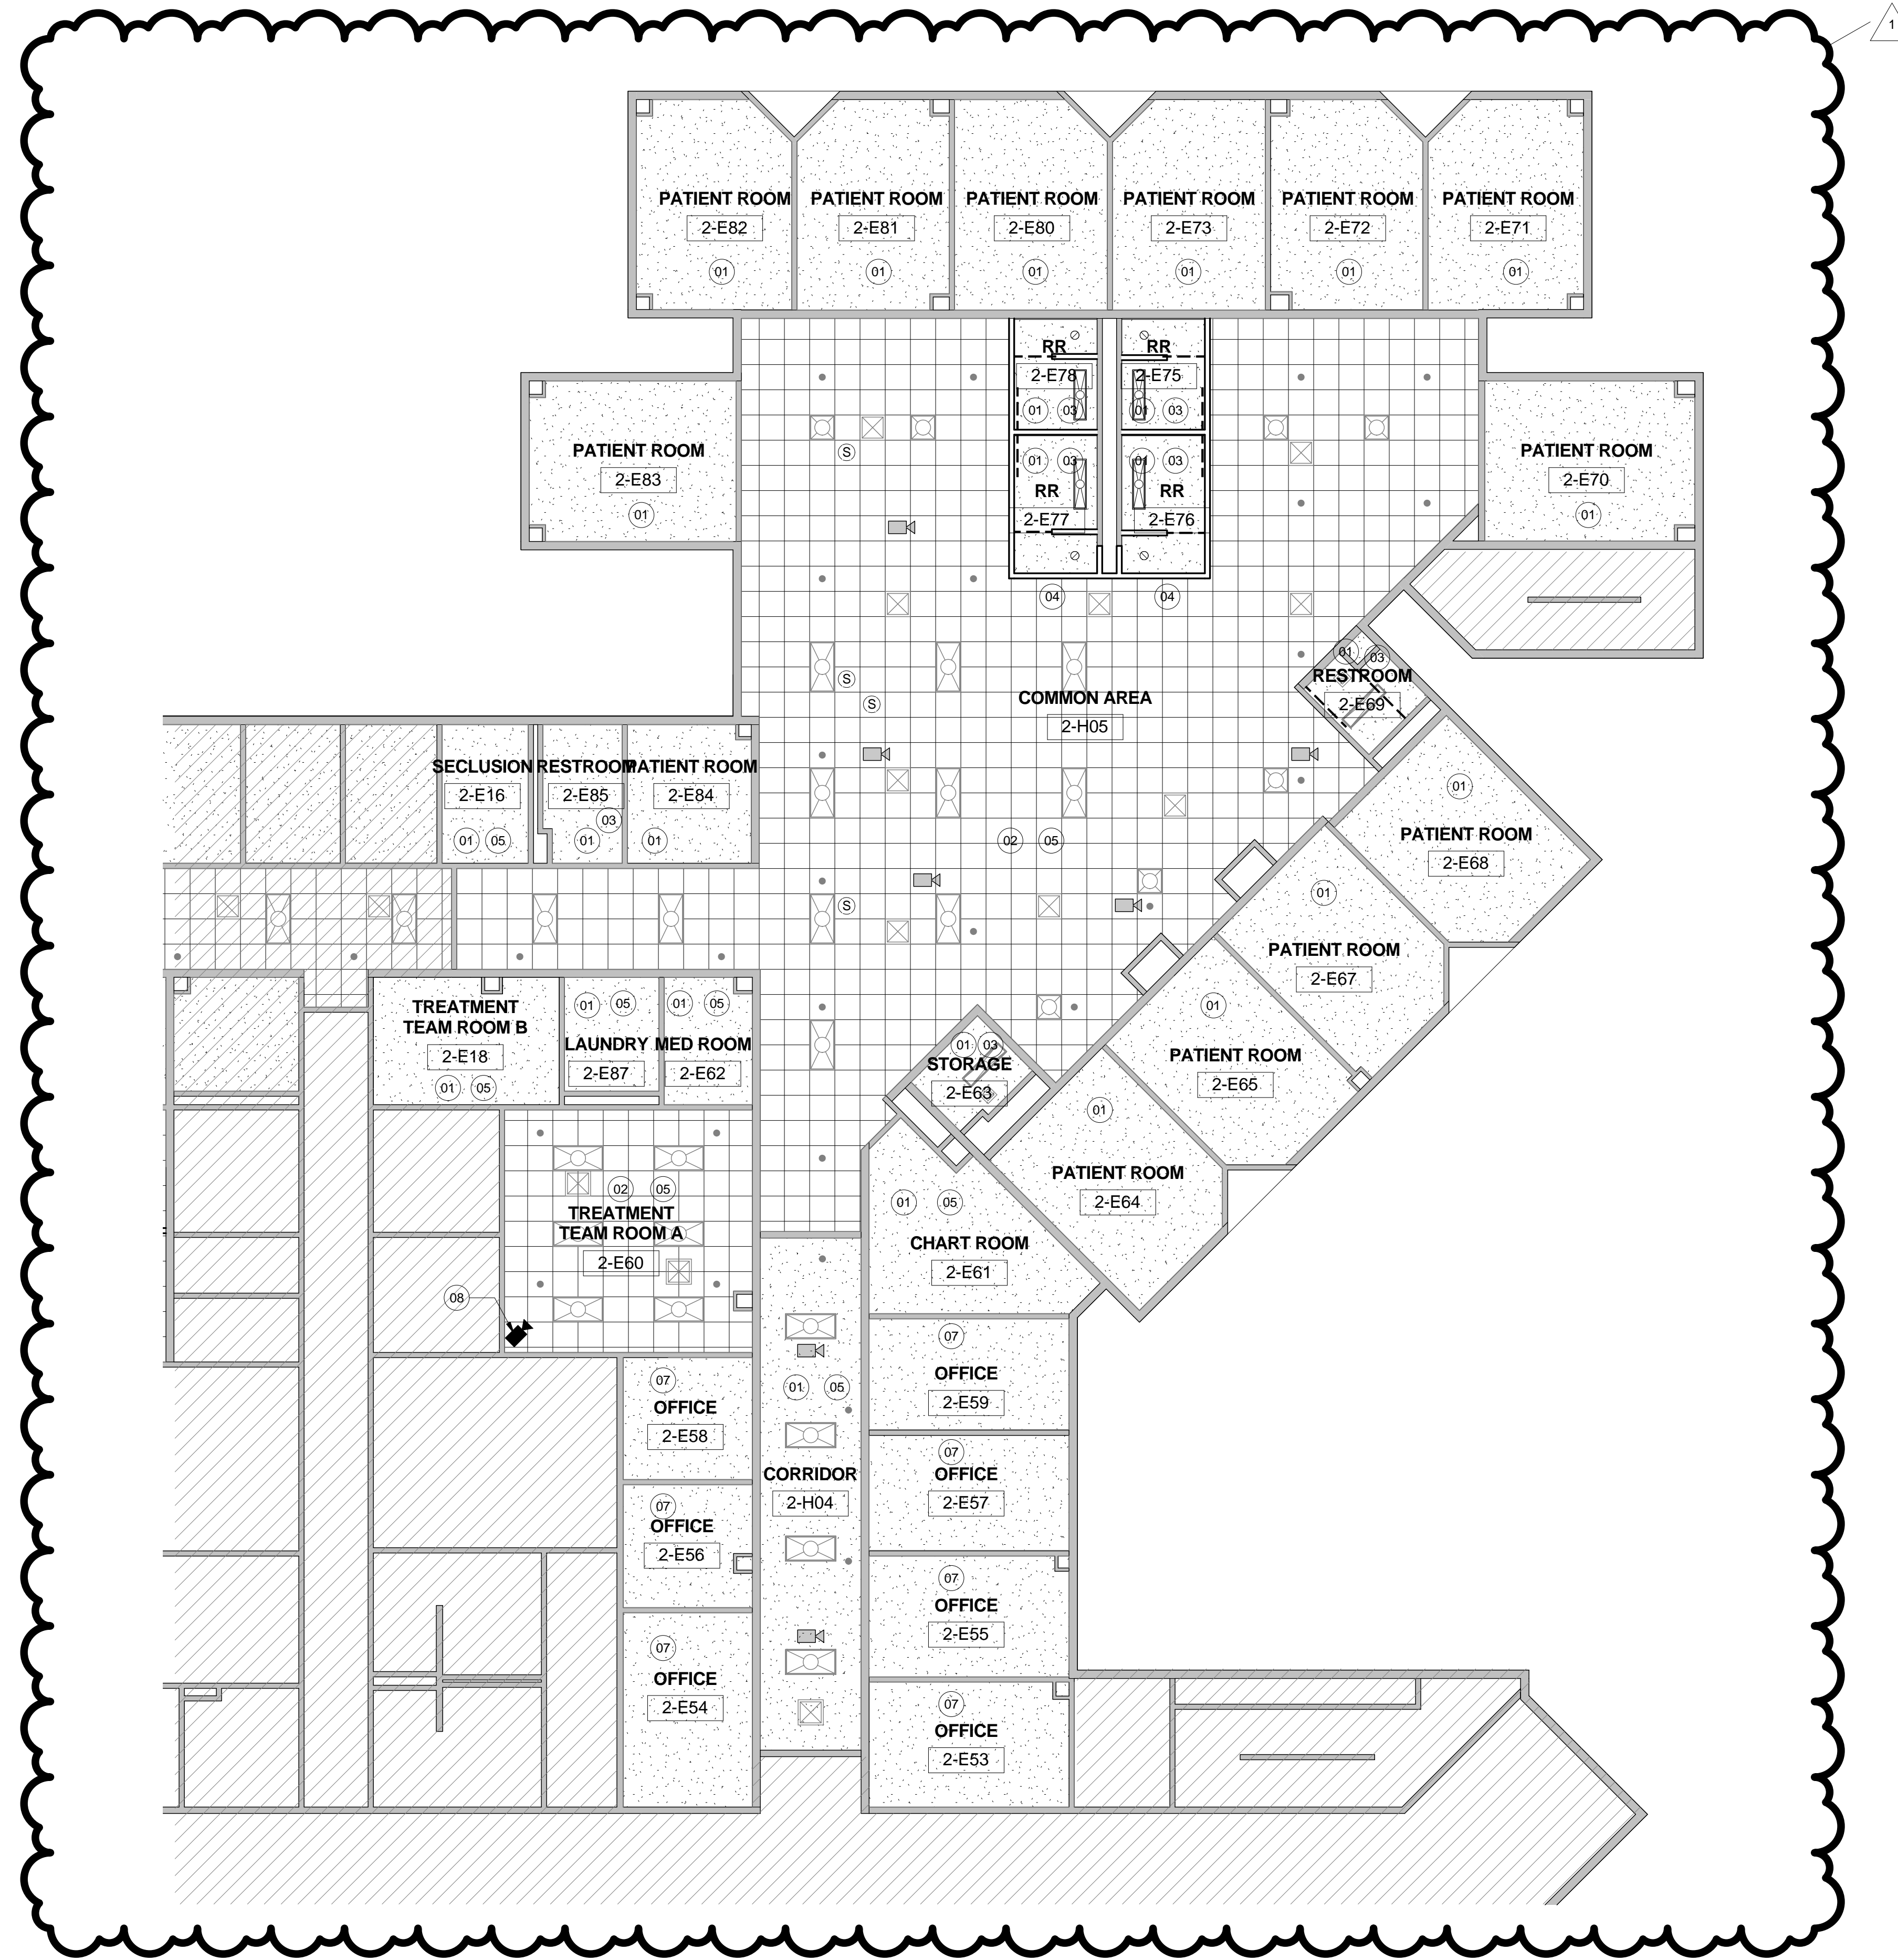 1
PATIENT ROOM
2-E82
01
PATIENT ROOM
2-E81
01
PATIENT ROOM
2-E80
01
PATIENT ROOM
2-E73
01
PATIENT ROOM
2-E72
01
PATIENT ROOM
2-E71
01
RR
2-E78
01 03
RR
2-E75
01 03
PATIENT ROOM
2-E83
01
S
01 03
RR
2-E77
01 03
RR
2-E76
PATIENT ROOM
2-E70
01
04
04
01 03
RESTROOM
2-E69
S
S
COMMON AREA
2-H05
02 05
SECLUSION
2-E16
01 05
RESTROOM
2-E85
03
01
PATIENT ROOM
2-E84
01
01
PATIENT ROOM
2-E68
S
01
PATIENT ROOM
2-E67
TREATMENT
TEAM ROOM B
2-E18
01 05
01 05
LAUNDRY
2-E87
01 05
MED ROOM
2-E62
01 03
STORAGE
2-E63
01
PATIENT ROOM
2-E65
01
PATIENT ROOM
2-E64
02 05
TREATMENT
TEAM ROOM A
2-E60
08
01 05
CHART ROOM
2-E61
07
OFFICE
2-E59
07
OFFICE
2-E58
01 05
CORRIDOR
2-H04
07
OFFICE
2-E57
07
OFFICE
2-E56
07
OFFICE
2-E55
07
OFFICE
2-E54
07
OFFICE
2-E53